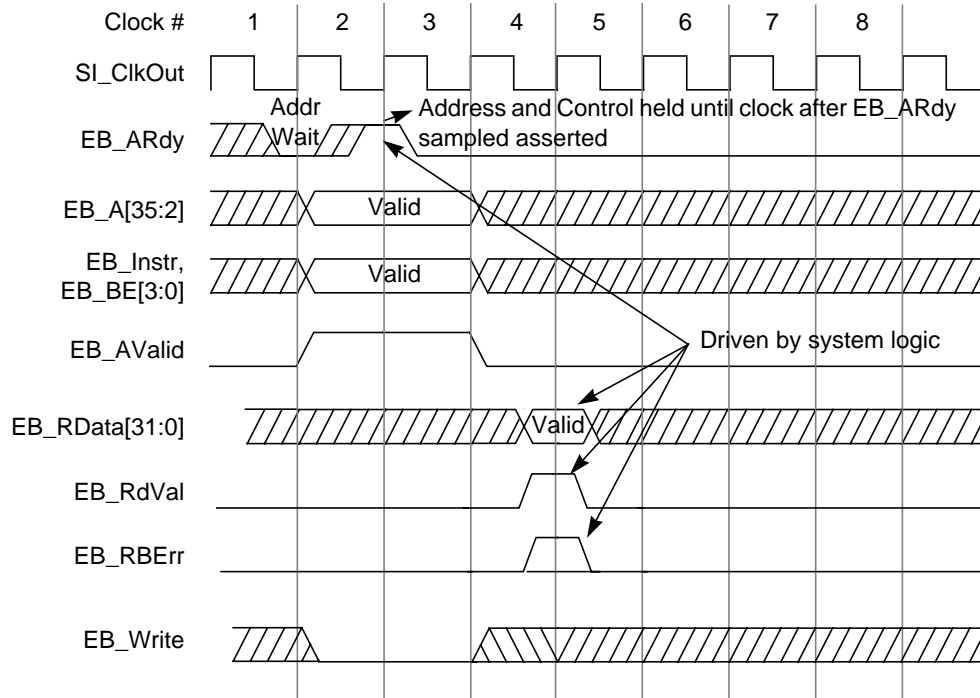 Clock # 1 2 3 4 5 6 7 8
SI_ClkOut
Addr
Wait
Address and Control held until clock after EB_ARdy
sampled asserted
EB_ARdy
EB_A[35:2]
Valid
EB_Instr,
EB_BE[3:0]
Valid
EB_AValid
Driven by system logic
EB_RData[31:0]
Valid
EB_RdVal
EB_RBErr
EB_Write